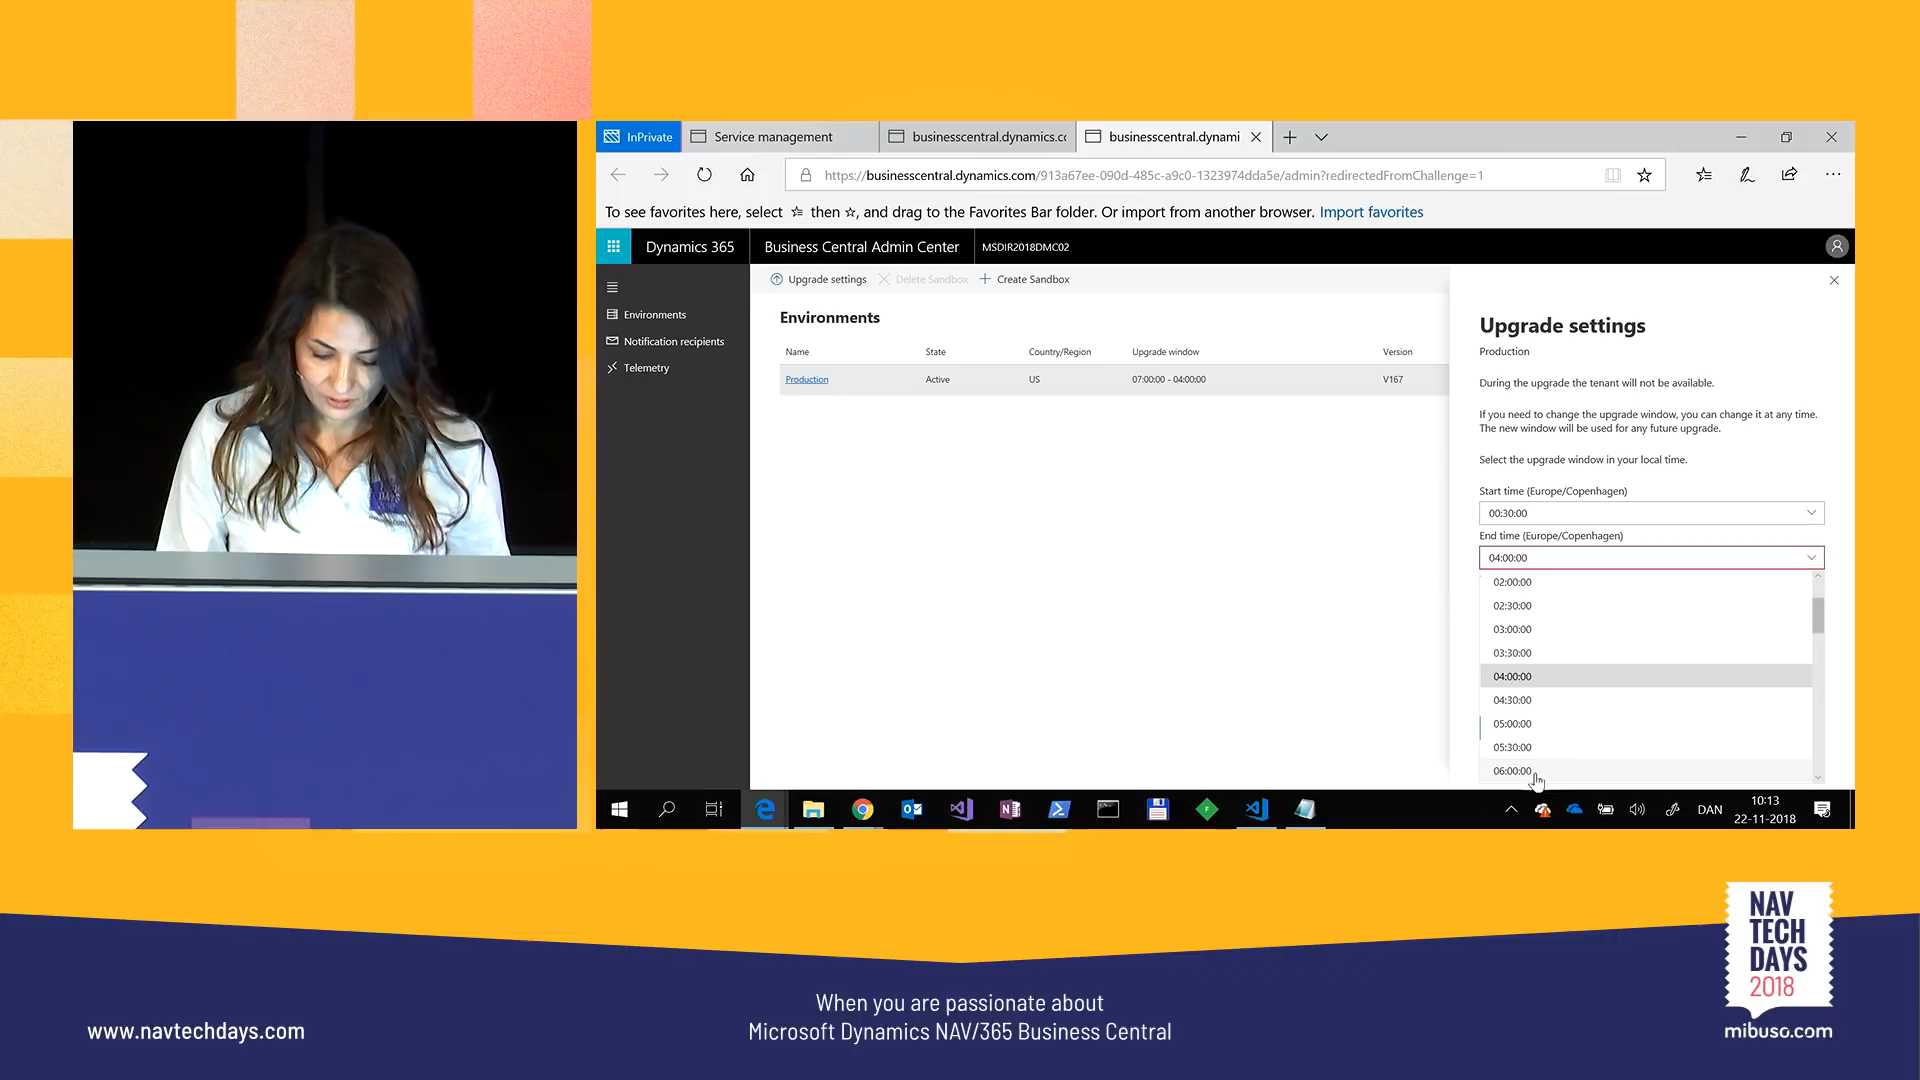 InPrivate
Service management
businesscentral.dynamics.cc
businesscentral.dynami
https://businesscentral.dynamics.com/913a67ee-090d-485c-a9c0-1323974dda5e/admin?redirectedFromChallenge=1
To see favorites here, select then, and drag to the Favorites Bar folder. Or import from another browser. Import favorites
Dynamics 365
Business Central Admin Center
MSDIR2018DMC02
Upgrade settings
Delete Sandbox
Create Sandbox
Environments
Notification recipients
Telemetry
Environments
Name State Country/Region Upgrade window Version
Production Active US 07:00:00 - 04:00:00 V167
Upgrade settings
Production
During the upgrade the tenant will not be available.
If you need to change the upgrade window, you can change it at any time.
The new window will be used for any future upgrade.
Select the upgrade window in your local time.
Start time (Europe/Copenhagen)
00:30:00
End time (Europe/Copenhagen)
04:00:00
02:00:00
02:30:00
03:00:00
03:30:00
04:00:00
04:30:00
05:00:00
05:30:00
06:00:00
DAN
10:13
22-11-2018
DAYS
NAV
TECH
DAYS
2018
mibuso.com
When you are passionate about
Microsoft Dynamics NAV/365 Business Central
www.navtechdays.com